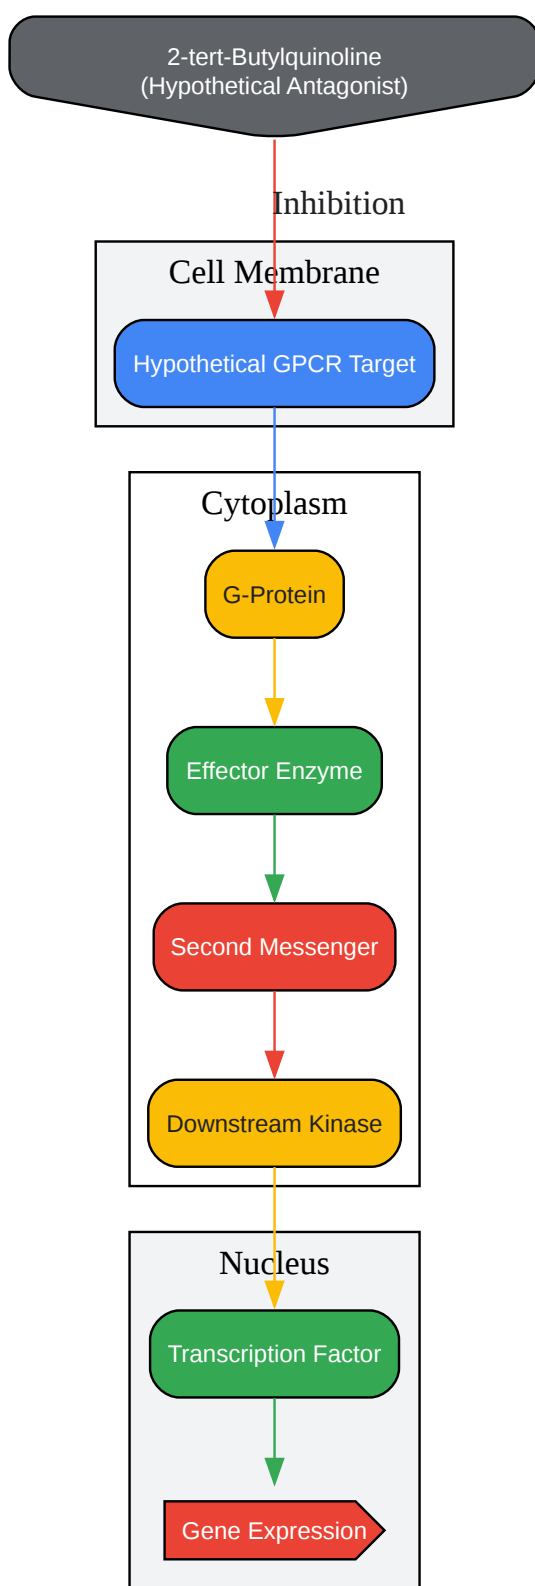 2-tert-Butylquinoline
(Hypothetical Antagonist)
Inhibition
Cell Membrane
Hypothetical GPCR Target
Cytoplasm
G-Protein
Effector Enzyme
Second Messenger
Downstream Kinase
Nucleus
Transcription Factor
Gene Expression